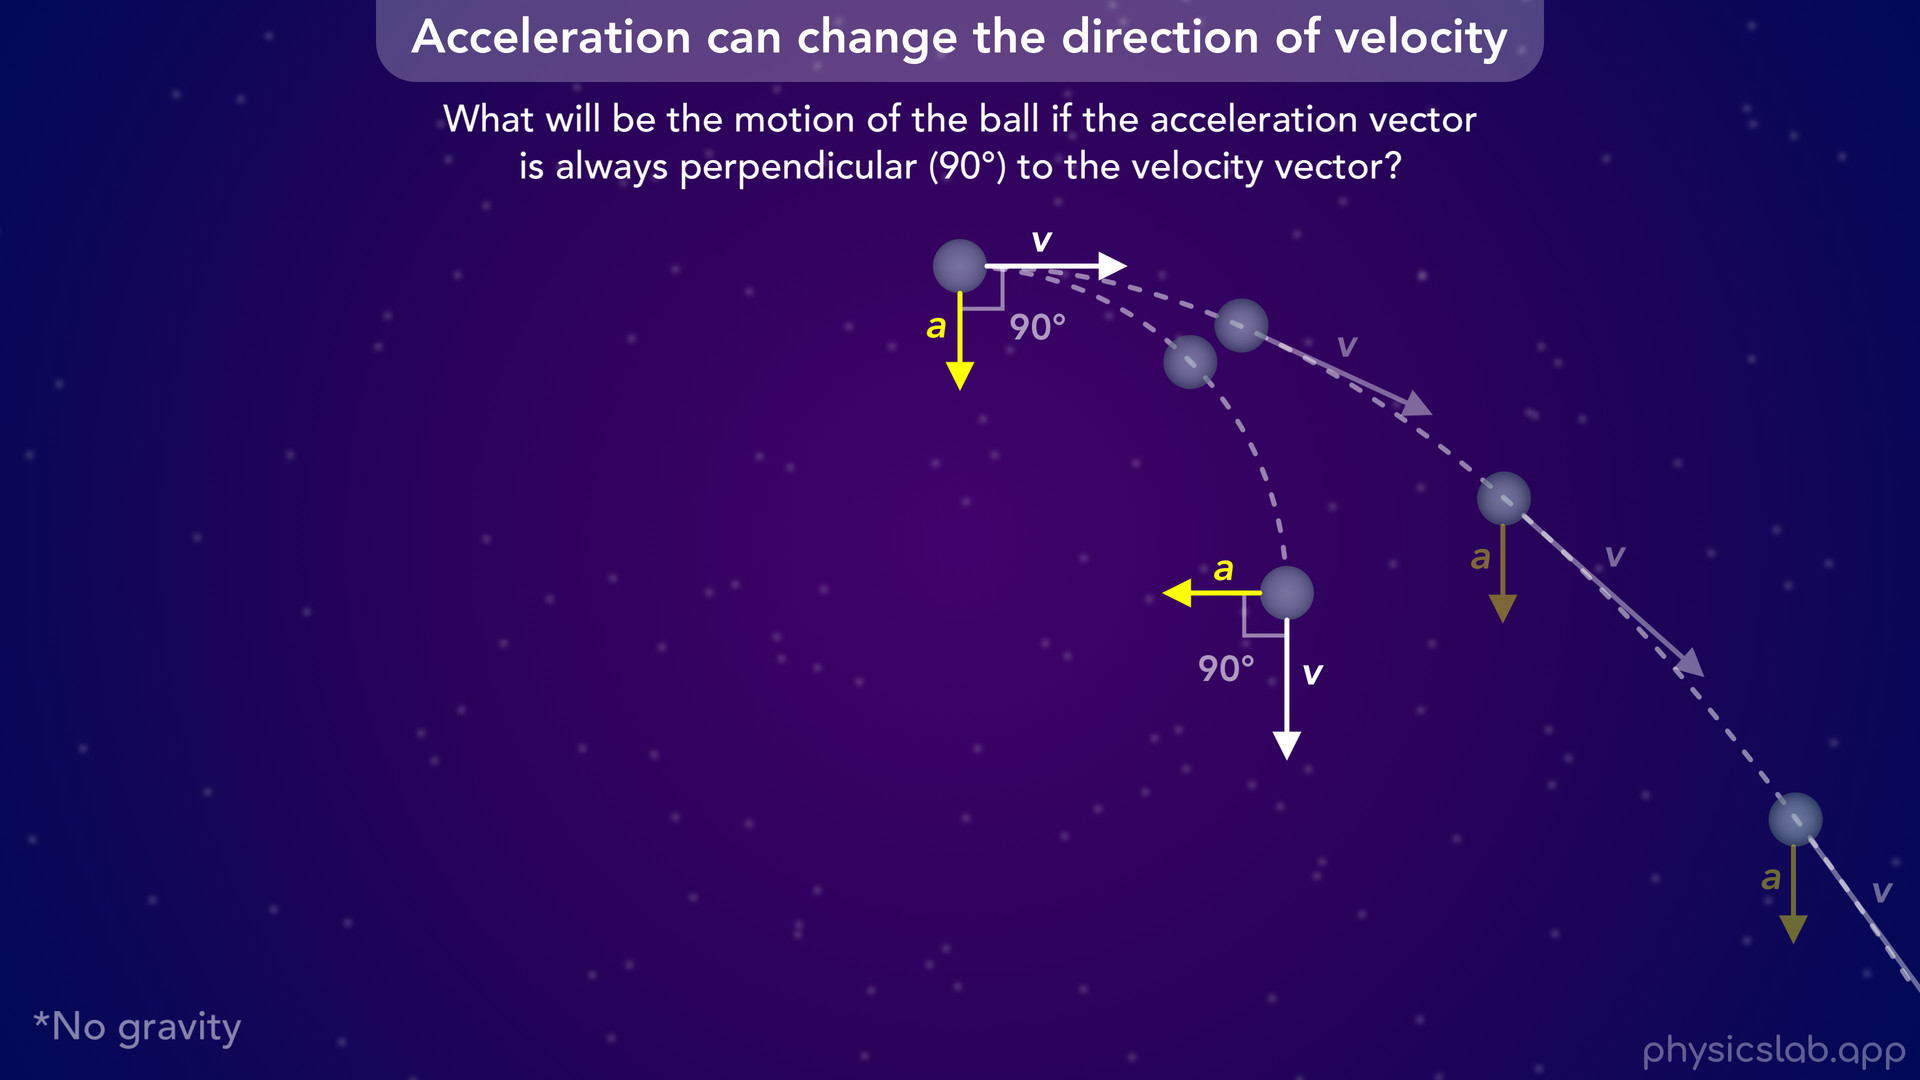 Acceleration can change the direction of velocity
What will be the motion of the ball if the acceleration vector
is always perpendicular (90°) to the velocity vector?
v
a
90°
v
a
90°
v
a
v
a
v
*No gravity
physicslab.app